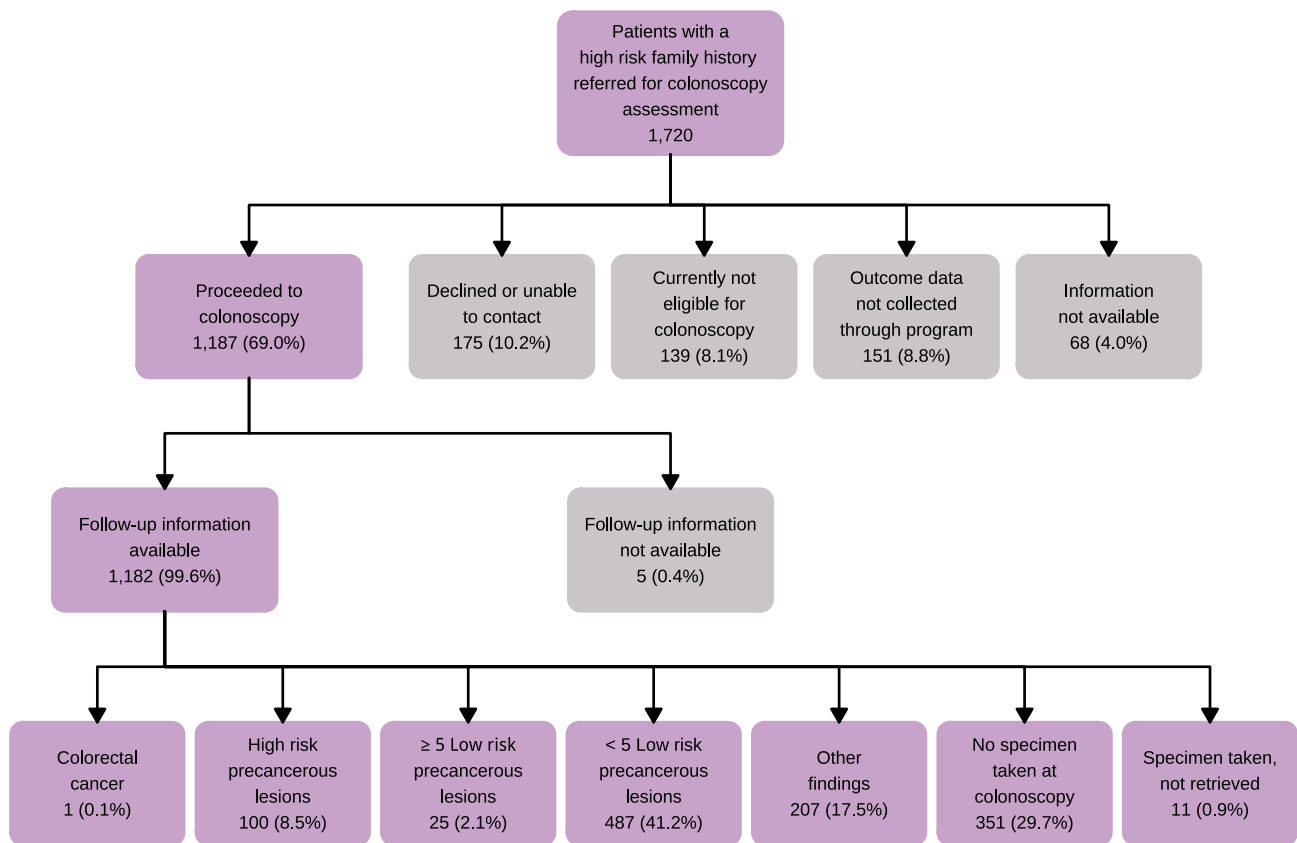 Patients with a
high risk family history
referred for colonoscopy
assessment
1,720
Proceeded to
colonoscopy
1,187 (69.0%)
Declined or unable
to contact
175 (10.2%)
Currently not
eligible for
colonoscopy
139 (8.1%)
Outcome data
not collected
through program
151 (8.8%)
Information
not available
68 (4.0%)
Follow-up information
available
1,182 (99.6%)
Follow-up information
not available
5 (0.4%)
Colorectal
cancer
1 (0.1%)
High risk
precancerous
lesions
100 (8.5%)
≥ 5 Low risk
precancerous
lesions
25 (2.1%)
< 5 Low risk
precancerous
lesions
487 (41.2%)
Other
findings
207 (17.5%)
No specimen
taken at
colonoscopy
351 (29.7%)
Specimen taken,
not retrieved
11 (0.9%)